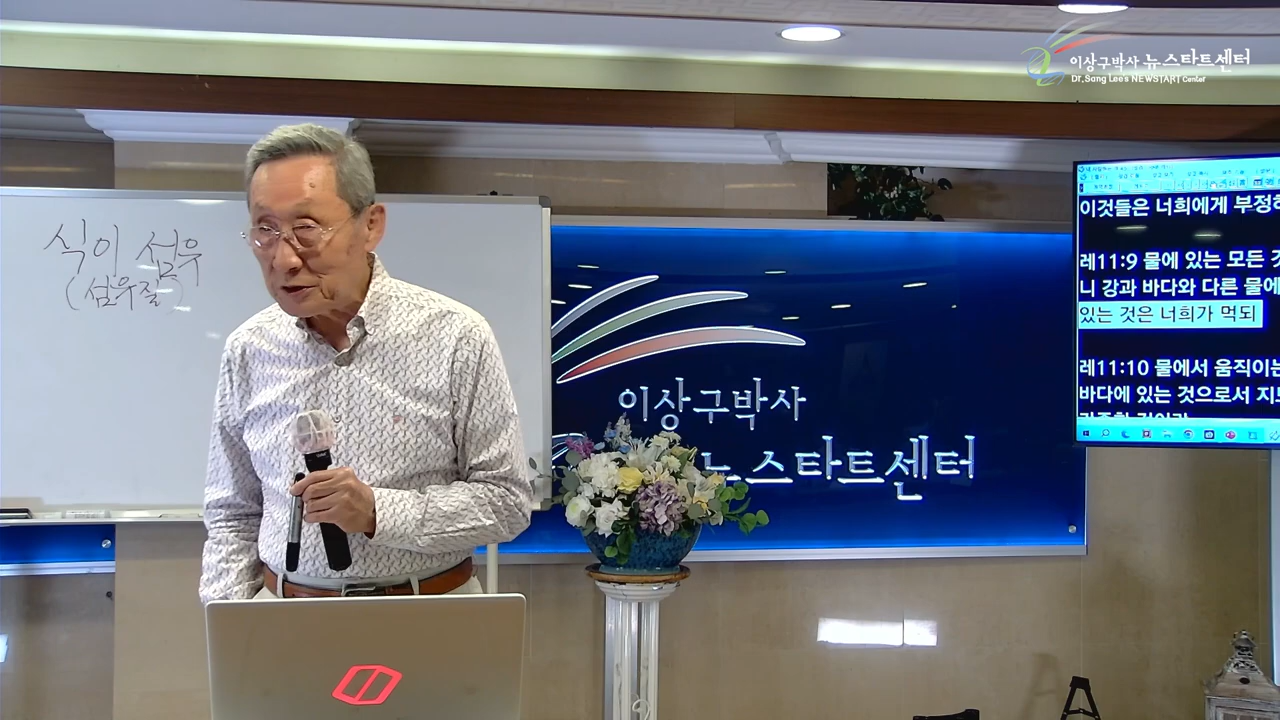 이상구박사 뉴스타트센터
Dr.Sang Lee's NEWSTART Center
식이 섬유
(섬유질)
이상구박사
뉴스타트센터
이것들은 너희에게 부정하
레11:9 물에 있는 모든
니 강과 바다와 다른 물에
있는 것은 너희가 먹되
레11:10 물에서 움직이는
바다에 있는 것으로서